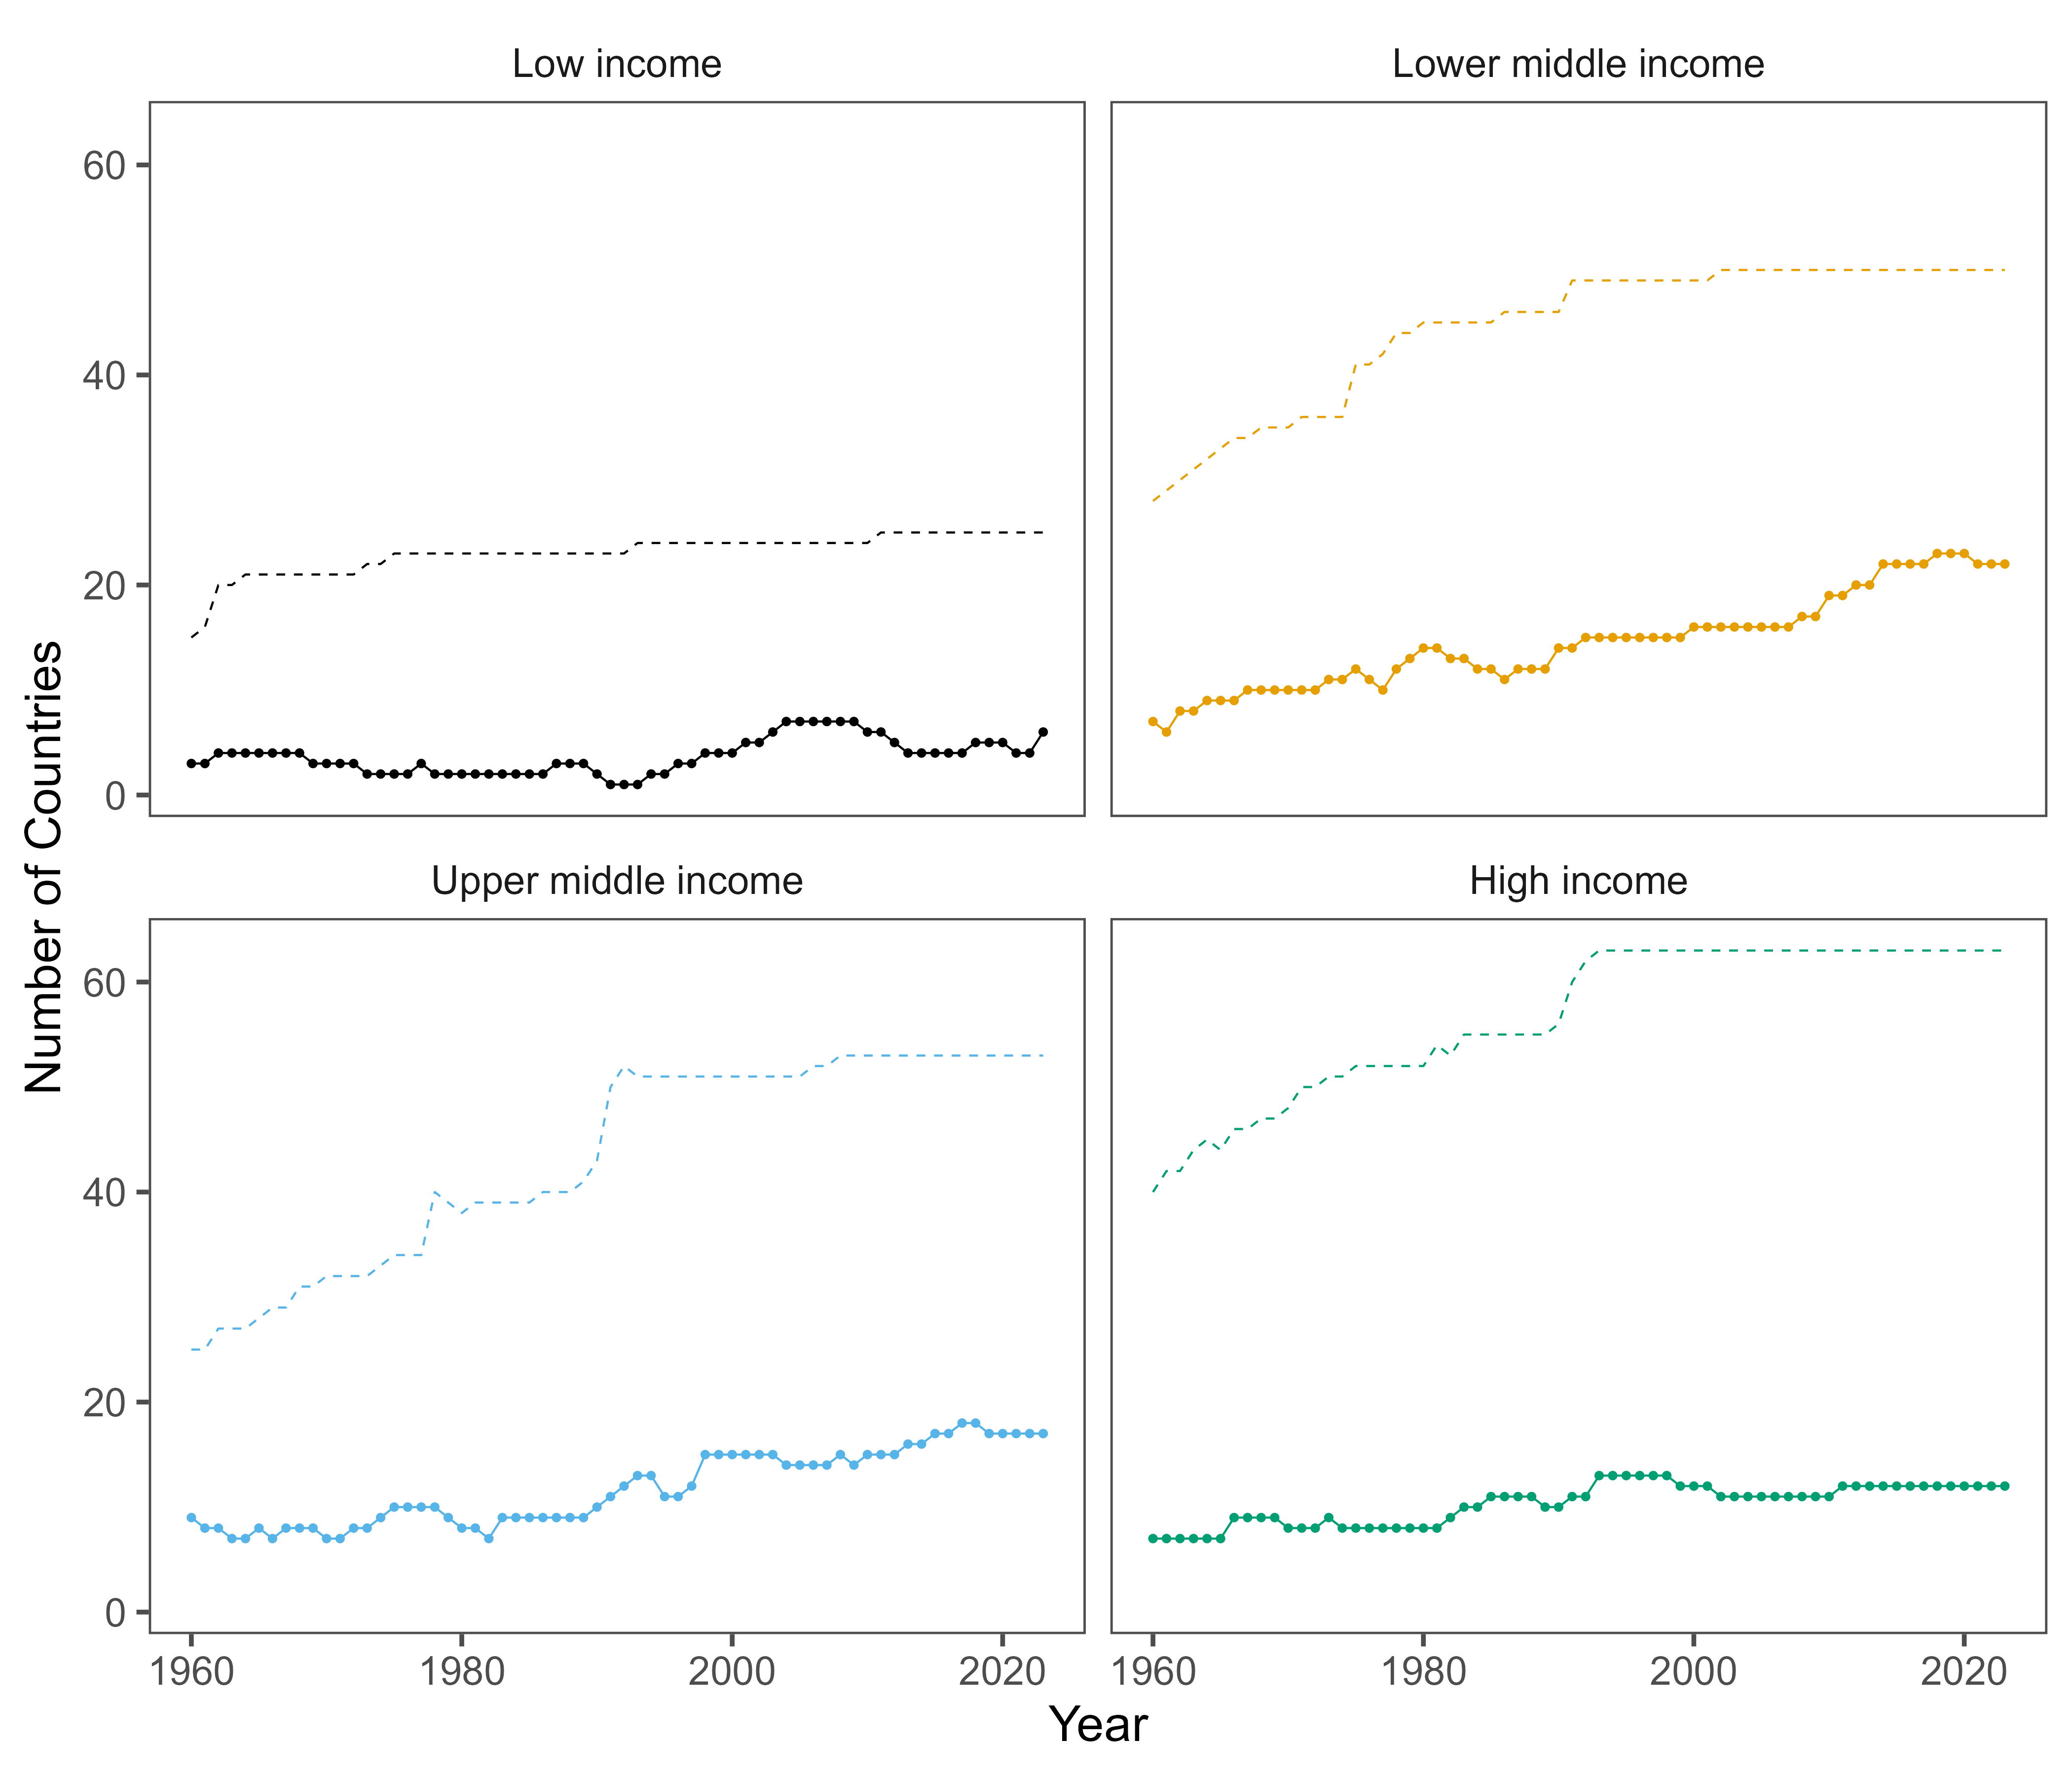 Low income
Lower middle income
60
40
20
0
Number of Countries
Upper middle income
High income
60
40
20
0
1960 1980 2000 2020 1960 1980 2000 2020
Year